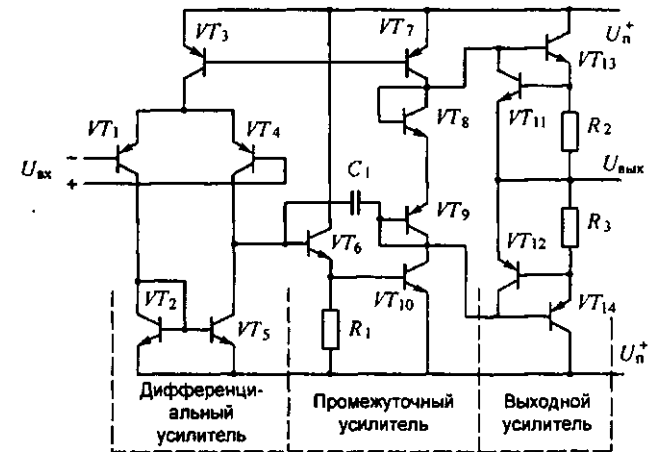 VT3
VT7
Uп+
VT13
VT1
VT4
VT8
VT11
R2
Uвх
−
+
C1
Uвых
VT9
R3
VT6
VT12
VT2
VT5
R1
VT10
VT14
Uп+
Дифференци-
альный
усилитель
Промежуточный
усилитель
Выходной
усилитель